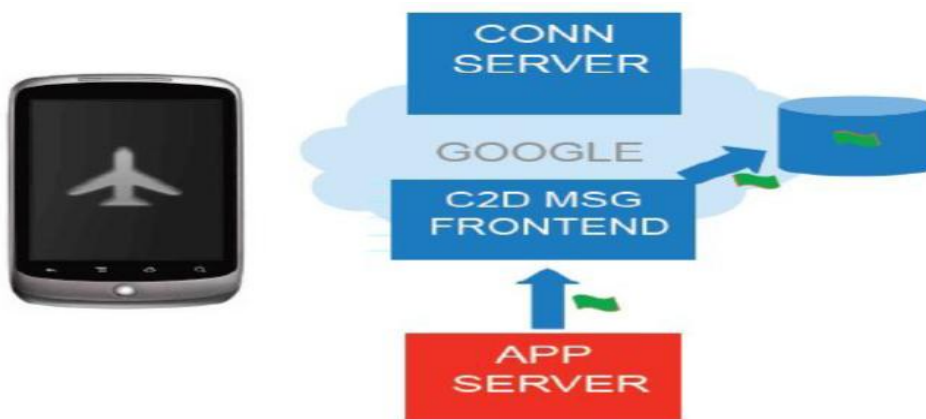 CONN
SERVER
GOOGLE
C2D MSG
FRONTEND
APP
SERVER